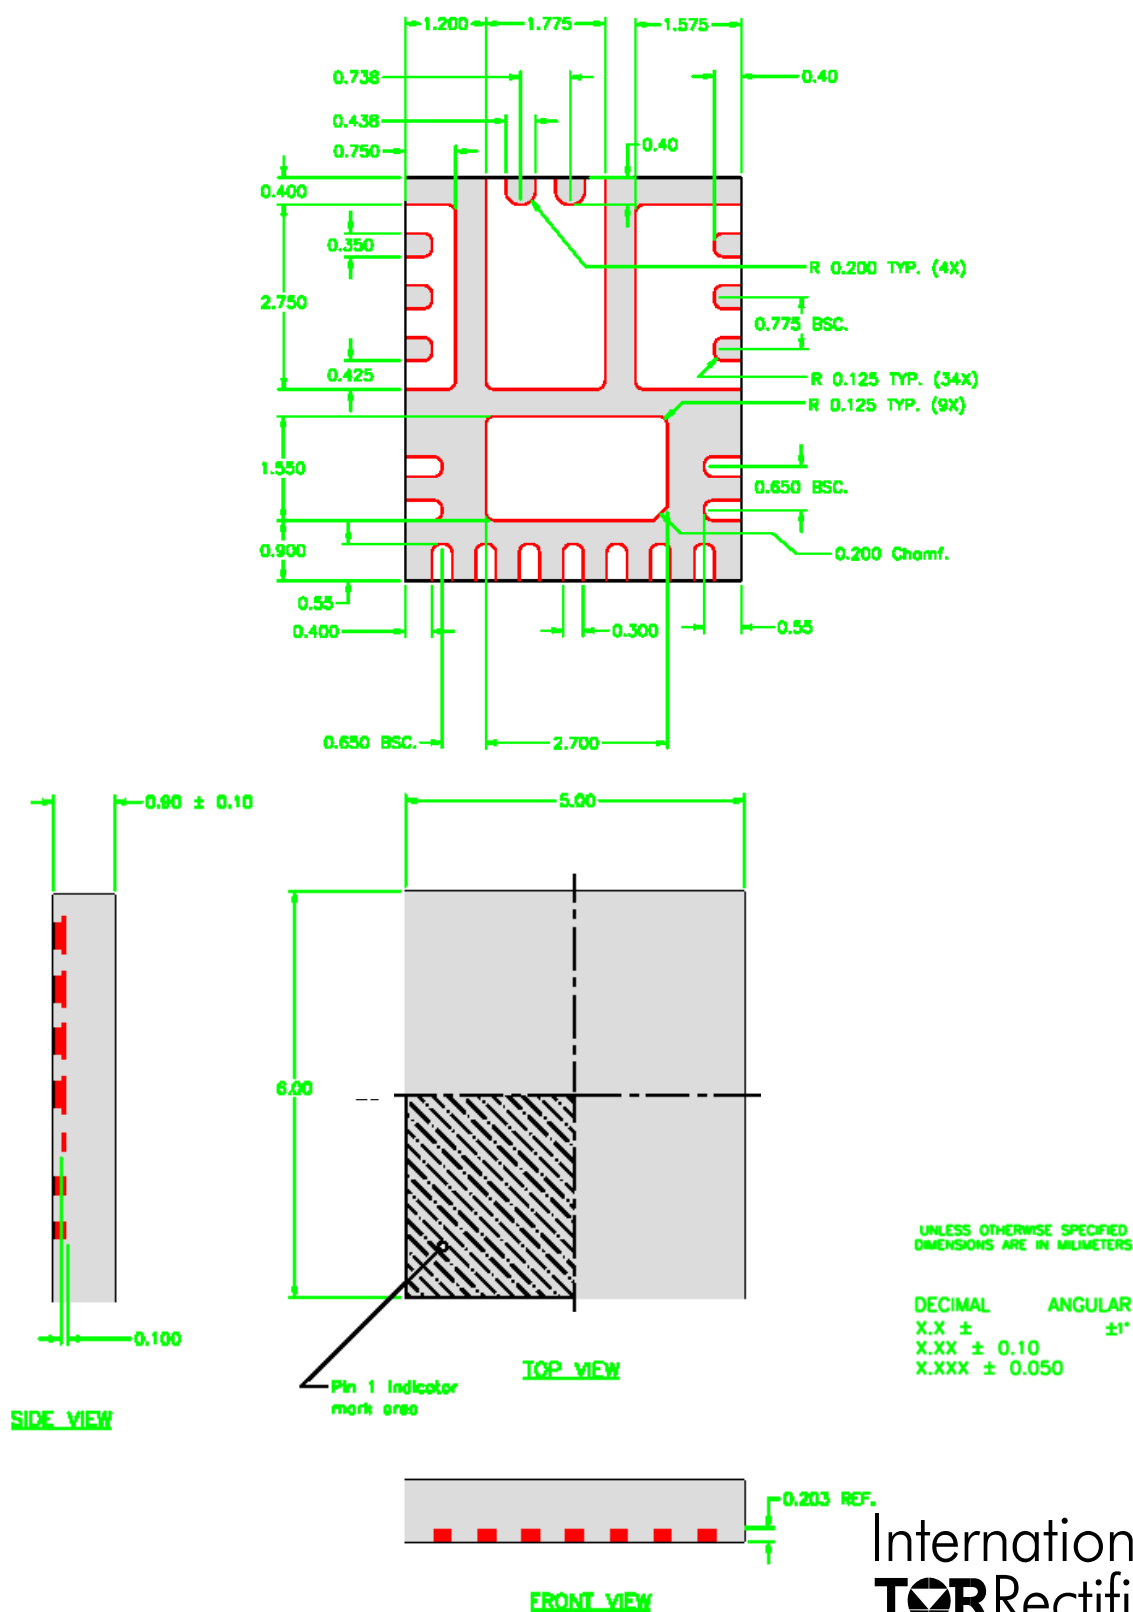 1.200
1.775
1.575
0.738
0.40
0.438
0.750
0.40
0.400
0.350
R 0.200 TYP. (4X)
2.750
0.775 BSC.
0.425
R 0.125 TYP. (34X)
R 0.125 TYP. (9X)
1.550
0.650 BSC.
0.900
0.200 Chamf.
0.55
0.400
0.300
0.55
0.650 BSC.
2.700
0.90 ± 0.10
5.00
6.00
UNLESS OTHERWISE SPECIFIED
DIMENSIONS ARE IN MILIMETERS
DECIMAL ANGULAR
X.X ± ±1°
X.XX ± 0.10
X.XXX ± 0.050
0.100
TOP VIEW
Pin 1 Indicator
mark area
SIDE VIEW
0.203 REF.
Internation
TOR Rectifi
FRONT VIEW